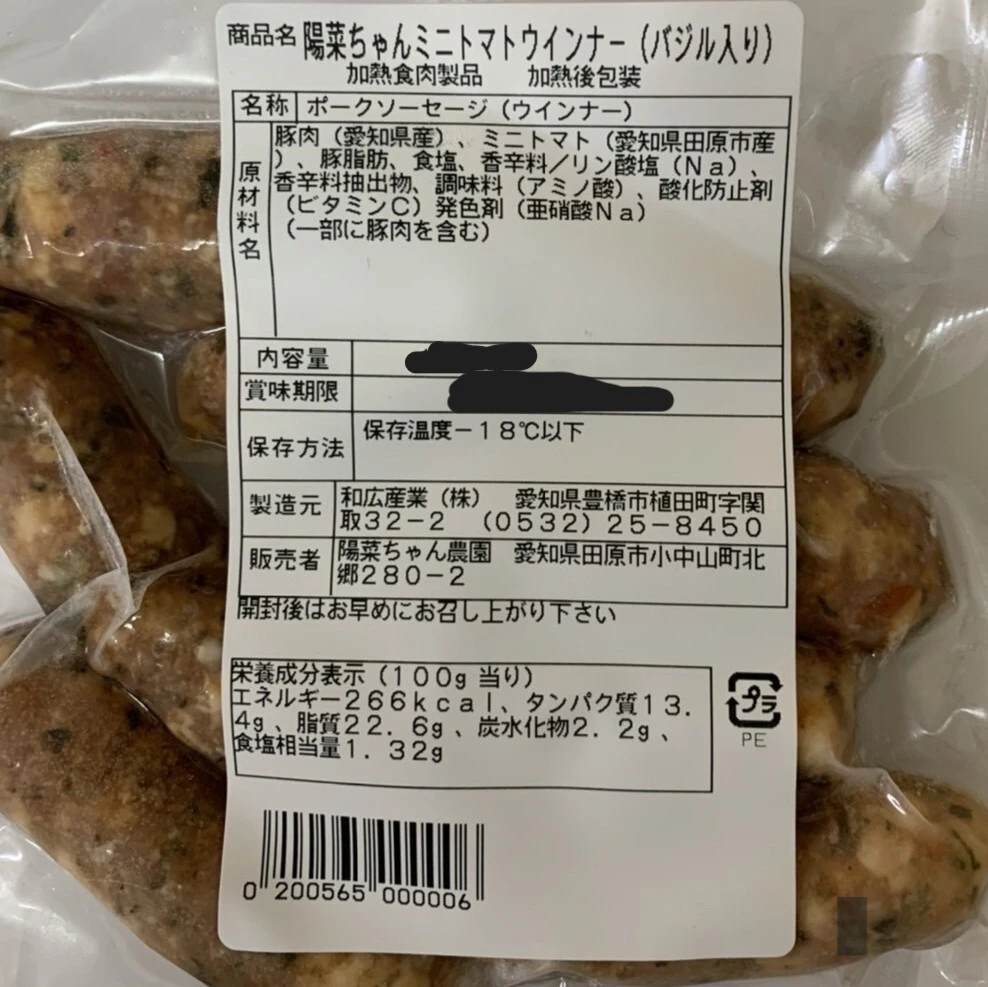 商品名 陽菜ちゃんミニトマトウインナー(バジル入り)
加熱食肉製品 加熱後包装
名称 ポークソーセージ(ウインナー)
原材料名
豚肉(愛知県産)、ミニトマト(愛知県田原市産
)、豚脂肪、食塩、香辛料/リン酸塩(Na)、
香辛料抽出物、調味料(アミノ酸)、酸化防止剤
(ビタミンC)発色剤(亜硝酸Na)
(一部に豚肉を含む)
内容量
賞味期限
保存方法 保存温度-18℃以下
製造元 和広産業(株) 愛知県豊橋市植田町字関
取32-2 (0532)25-8450
販売者 陽菜ちゃん農園 愛知県田原市小中山町北
郷280-2
開封後はお早めにお召し上がり下さい
栄養成分表示(100g当り)
エネルギー266kcal、タンパク質13.
4g、脂質22.6g、炭水化物2.2g、
食塩相当量1.32g
プラ
PE
0 200565 000006